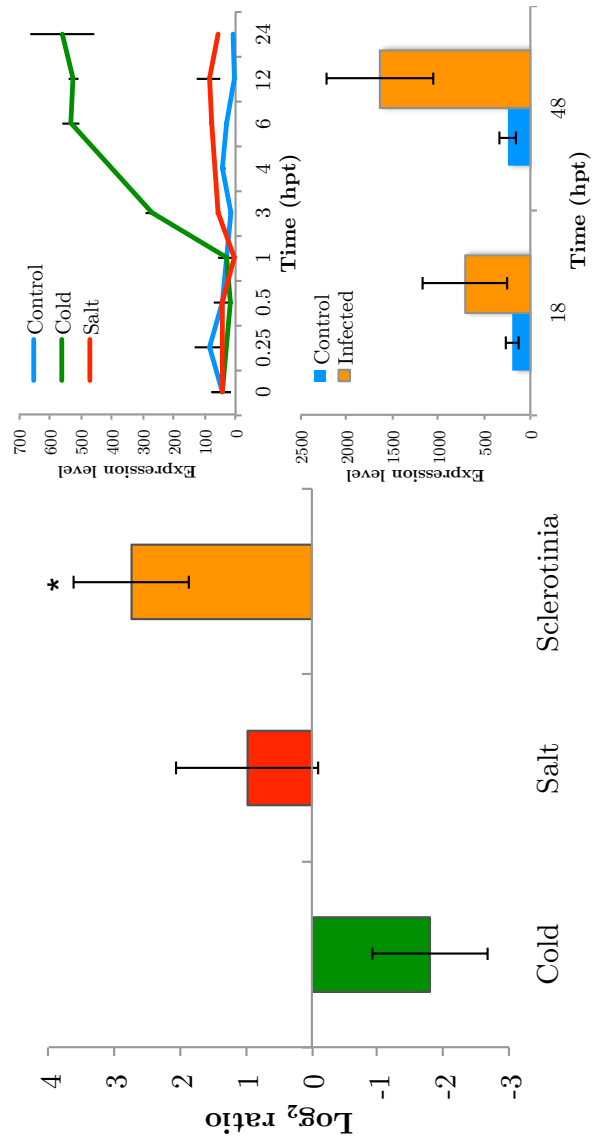 Log₂ ratio
4
3
2
1
0
-1
-2
-3
*
Cold
Salt
Sclerotinia
Expression level
700
600
500
400
300
200
100
0
Control
Cold
Salt
0
0.25
0.5
1
3
4
6
12
24
Time (hpt)
Expression level
2500
2000
1500
1000
500
0
Control
Infected
18
48
Time (hpt)